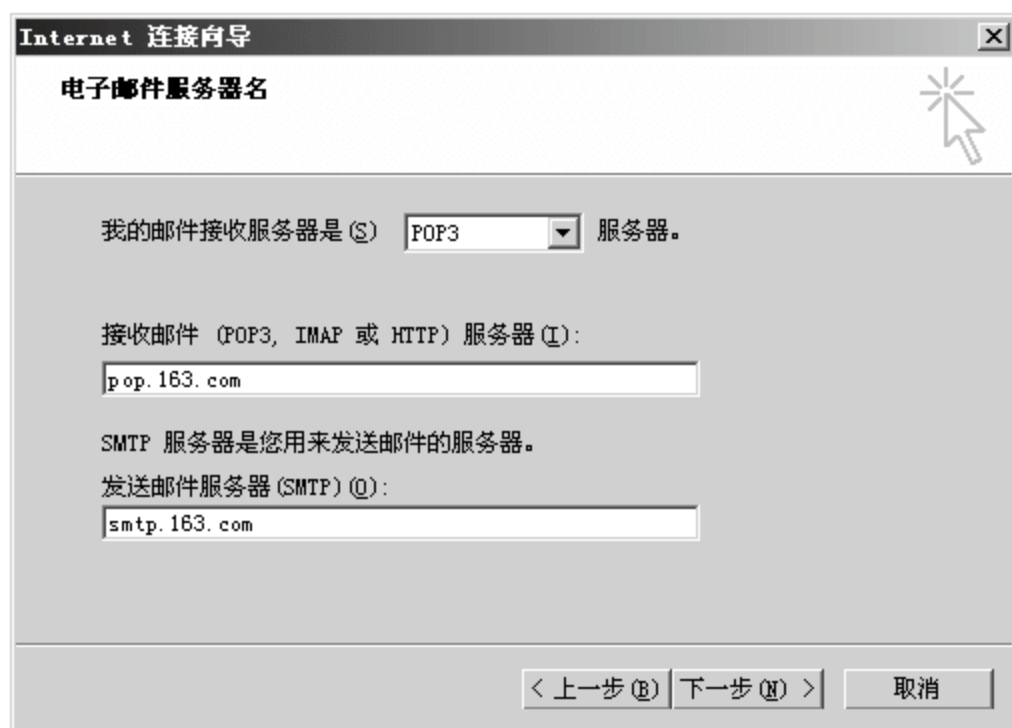 Internet 连接向导
电子邮件服务器名
我的邮件接收服务器是(S) POP3 服务器。
接收邮件 (POP3, IMAP 或 HTTP) 服务器(I):
pop.163.com
SMTP 服务器是您用来发送邮件的服务器。
发送邮件服务器(SMTP)(O):
smtp.163.com
< 上一步(B) 下一步(N) > 取消